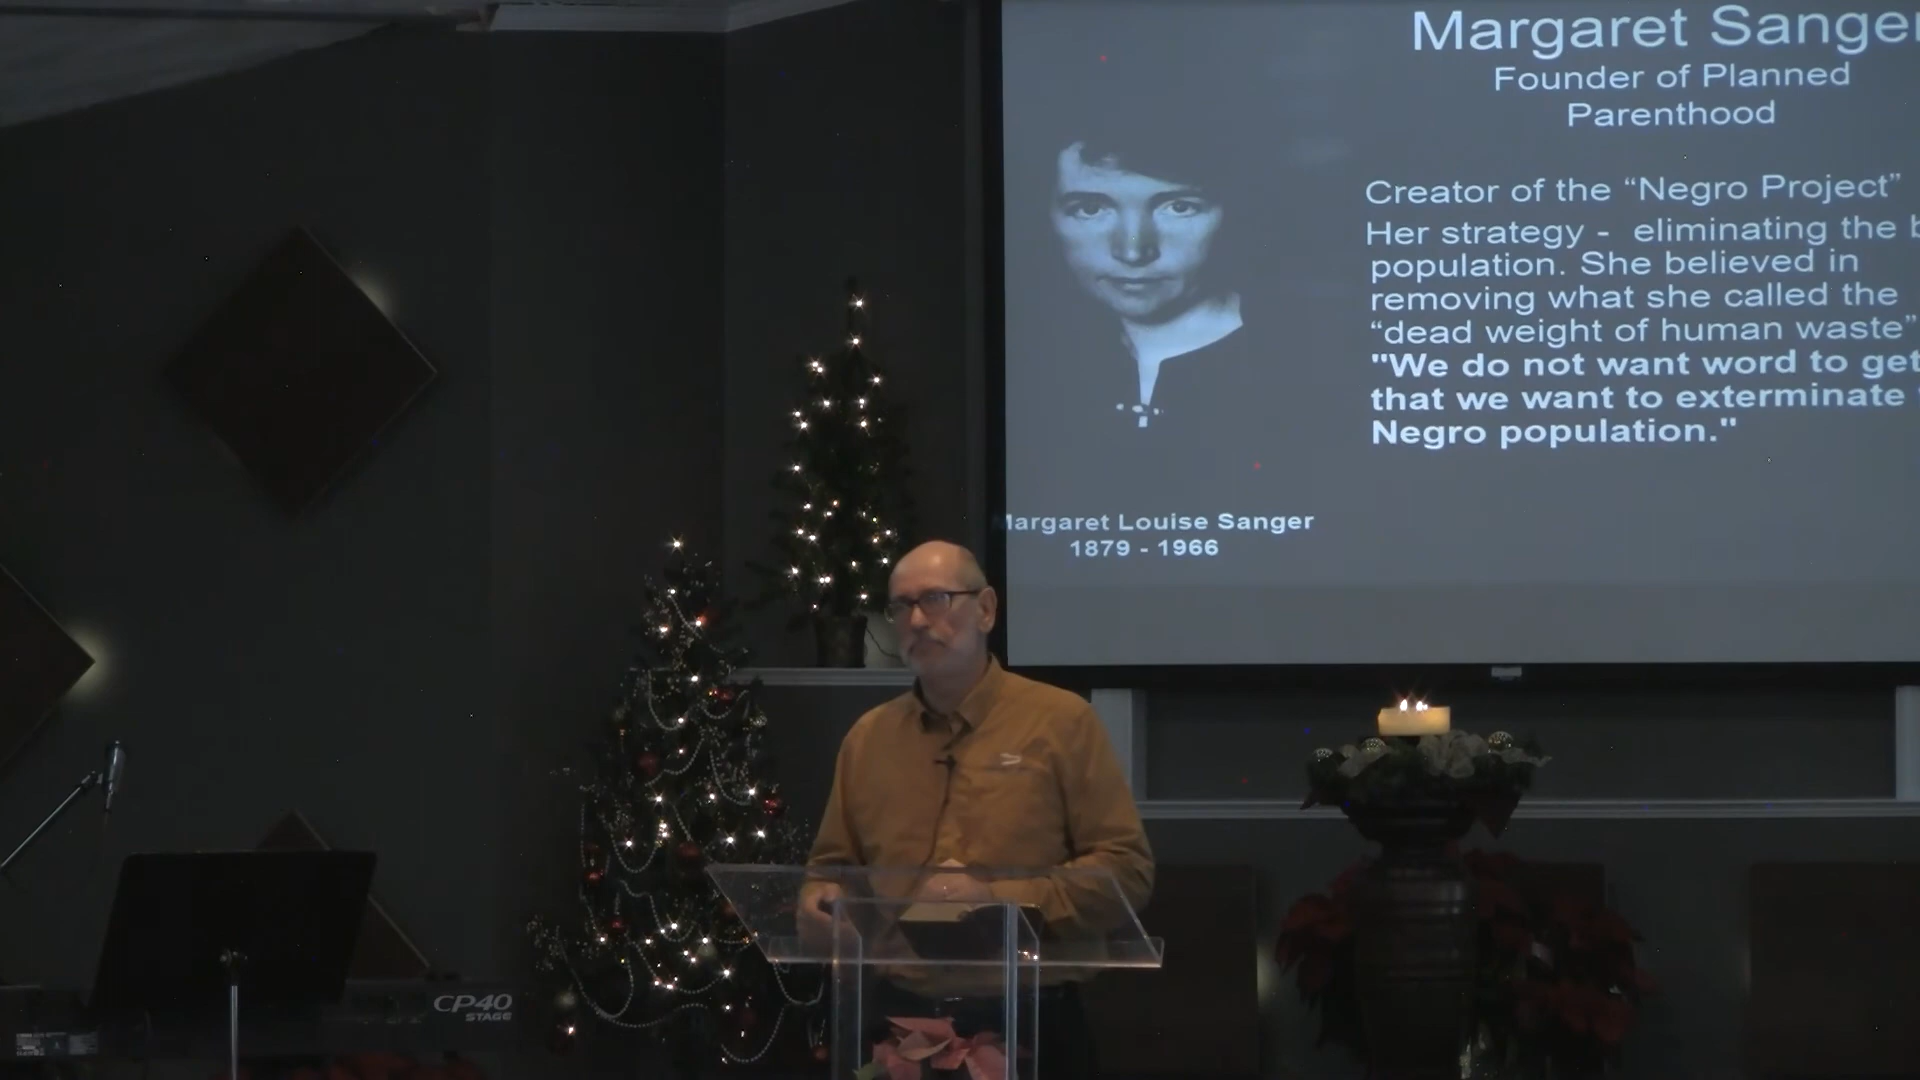 Margaret Sanger
Founder of Planned
Parenthood
Creator of the “Negro Project”
Her strategy - eliminating the
population. She believed in
removing what she called the
“dead weight of human waste”
"We do not want word to get
that we want to exterminate
Negro population."
Margaret Louise Sanger
1879 - 1966
CP40
STAGE